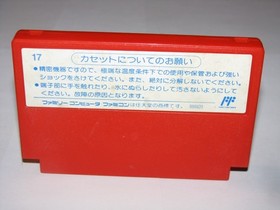 17
カセットについてのお願い
●精密機器ですので、極端な温度条件下での使用や保管および強い
ショックをさけてください。また、絶対に分解しないでください。
●端子部に手を触れたり、水にぬらしたりして汚さないようにして
ください。故障の原因となります。
ファミリーコンピュータ ファミコンは任天堂の商標です。